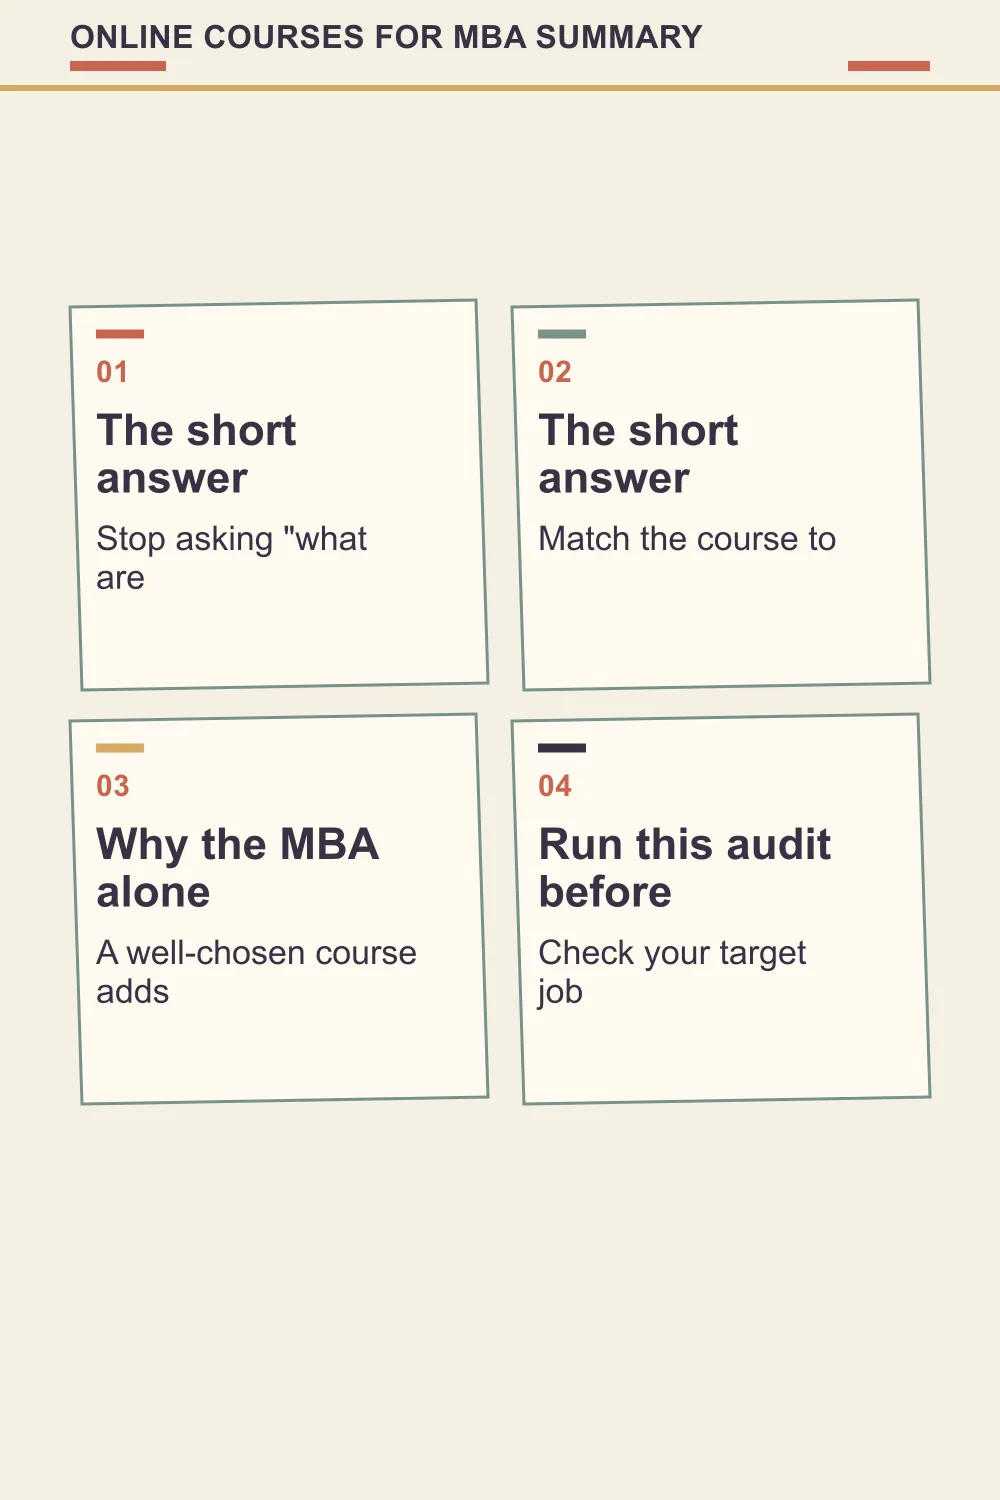 ONLINE COURSES FOR MBA SUMMARY
01
The short
answer
Stop asking "what
are
02
The short
answer
Match the course to
03
Why the MBA
alone
A well-chosen course
adds
04
Run this audit
before
Check your target
job